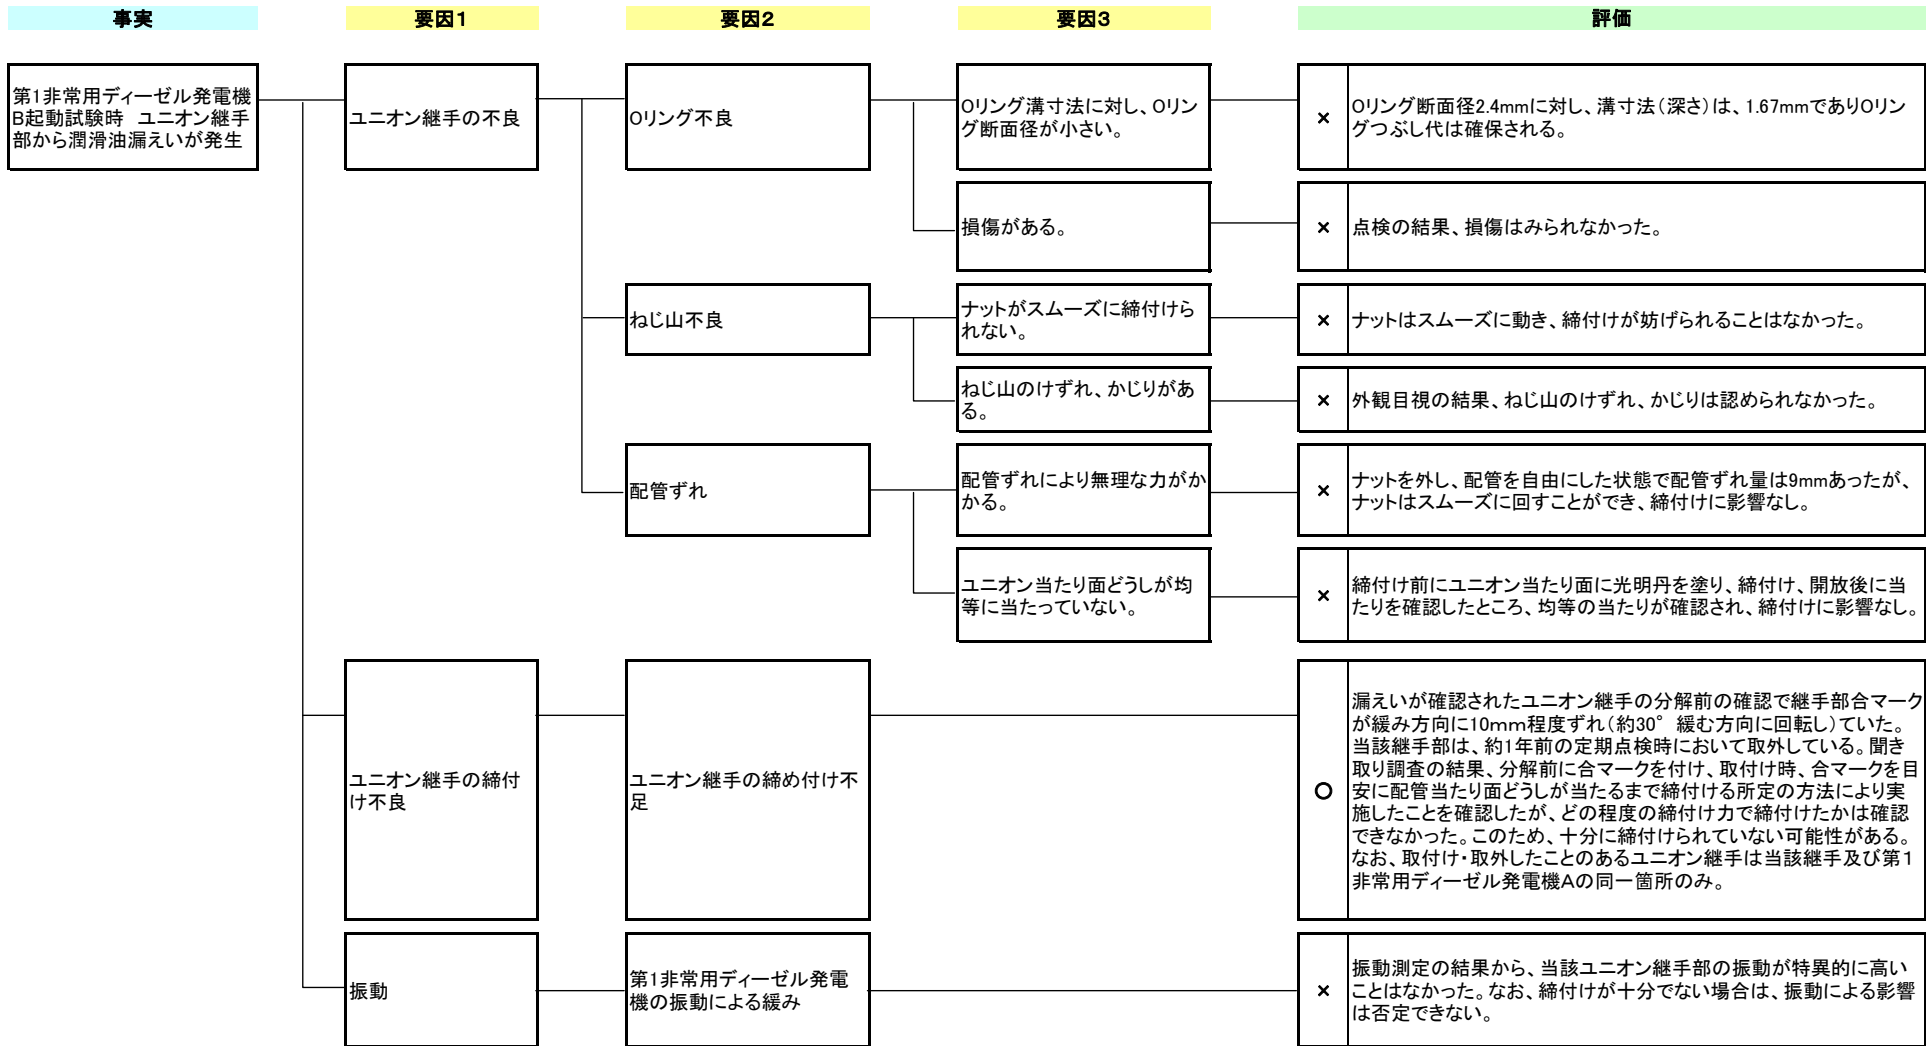 事実
要因1
要因2
要因3
評価
第1非常用ディーゼル発電機
B起動試験時　ユニオン継手
部から潤滑油漏えいが発生
ユニオン継手の不良
Oリング不良
Oリング溝寸法に対し、Oリン
グ断面径が小さい。
×
Oリング断面径2.4mmに対し、溝寸法（深さ）は、1.67mmでありOリン
グつぶし代は確保される。
損傷がある。
×
点検の結果、損傷はみられなかった。
ねじ山不良
ナットがスムーズに締付けら
れない。
×
ナットはスムーズに動き、締付けが妨げられることはなかった。
ねじ山のけずれ、かじりがあ
る。
×
外観目視の結果、ねじ山のけずれ、かじりは認められなかった。
配管ずれ
配管ずれにより無理な力がか
かる。
×
ナットを外し、配管を自由にした状態で配管ずれ量は9mmあったが、
ナットはスムーズに回すことができ、締付けに影響なし。
ユニオン当たり面どうしが均
等に当たっていない。
×
締付け前にユニオン当たり面に光明丹を塗り、締付け、開放後に当
たりを確認したところ、均等の当たりが確認され、締付けに影響なし。
ユニオン継手の締付
け不良
ユニオン継手の締め付け不
足
○
漏えいが確認されたユニオン継手の分解前の確認で継手部合マーク
が緩み方向に10ｍｍ程度ずれ（約30°　緩む方向に回転し）ていた。
当該継手部は、約1年前の定期点検時において取外している。聞き
取り調査の結果、分解前に合マークを付け、取付け時、合マークを目
安に配管当たり面どうしが当たるまで締付ける所定の方法により実
施したことを確認したが、どの程度の締付け力で締付けたかは確認
できなかった。このため、十分に締付けられていない可能性がある。
なお、取付け・取外したことのあるユニオン継手は当該継手及び第1
非常用ディーゼル発電機Aの同一箇所のみ。
振動
第1非常用ディーゼル発電
機の振動による緩み
×
振動測定の結果から、当該ユニオン継手部の振動が特異的に高い
ことはなかった。なお、締付けが十分でない場合は、振動による影響
は否定できない。